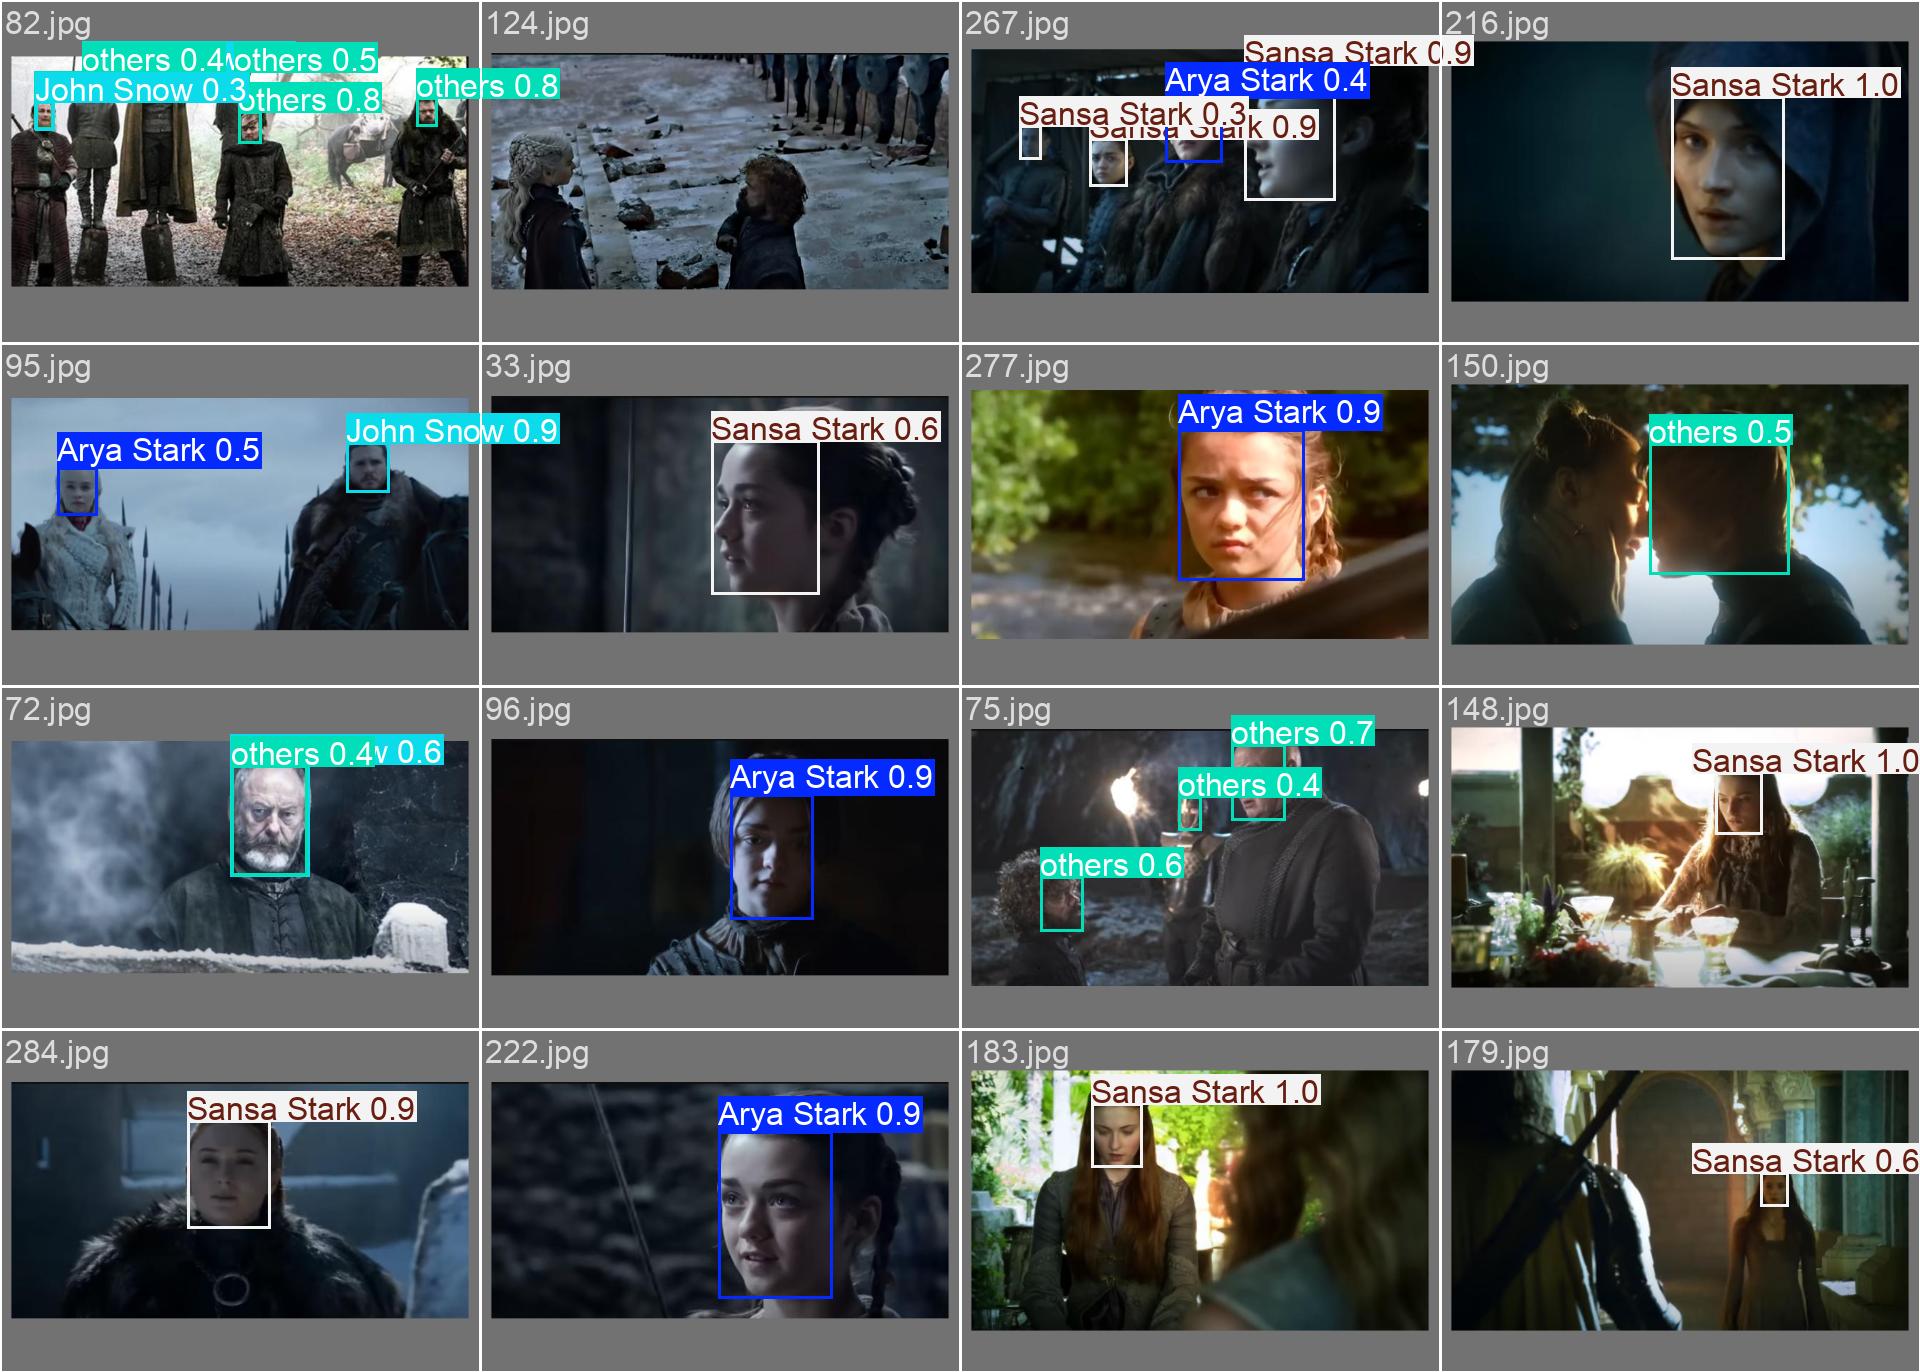 82.jpg
others 0.4
others 0.5
John Snow 0.3
others 0.8
others 0.8
124.jpg
267.jpg
Sansa Stark 0.9
Arya Stark 0.4
Sansa Stark 0.3
Sansa Stark 0.9
216.jpg
Sansa Stark 1.0
95.jpg
Arya Stark 0.5
John Snow 0.9
33.jpg
Sansa Stark 0.6
277.jpg
Arya Stark 0.9
150.jpg
others 0.5
72.jpg
others 0.4
0.6
96.jpg
Arya Stark 0.9
75.jpg
others 0.7
others 0.4
others 0.6
148.jpg
Sansa Stark 1.0
284.jpg
Sansa Stark 0.9
222.jpg
Arya Stark 0.9
183.jpg
Sansa Stark 1.0
179.jpg
Sansa Stark 0.6